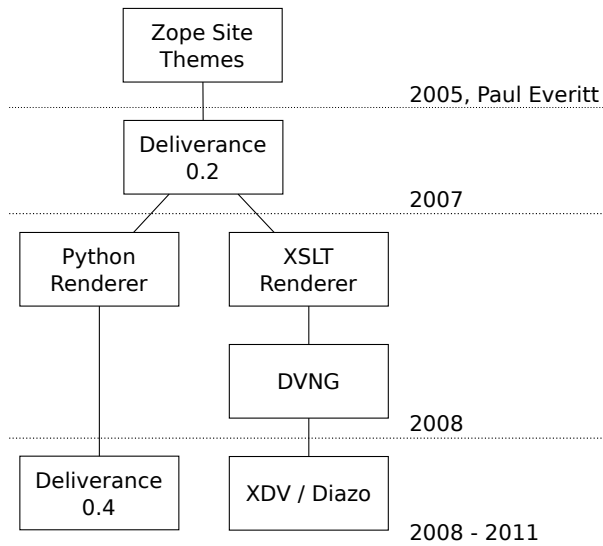 Zope Site
Themes
2005, Paul Everitt
Deliverance
0.2
2007
Python
Renderer
XSLT
Renderer
DVNG
2008
Deliverance
0.4
XDV / Diazo
2008 - 2011